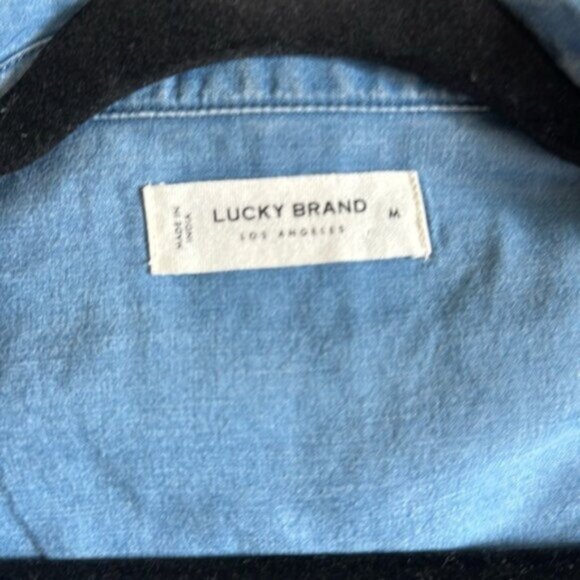 MADE IN
INDIA
LUCKY BRAND
LOS ANGELES
M